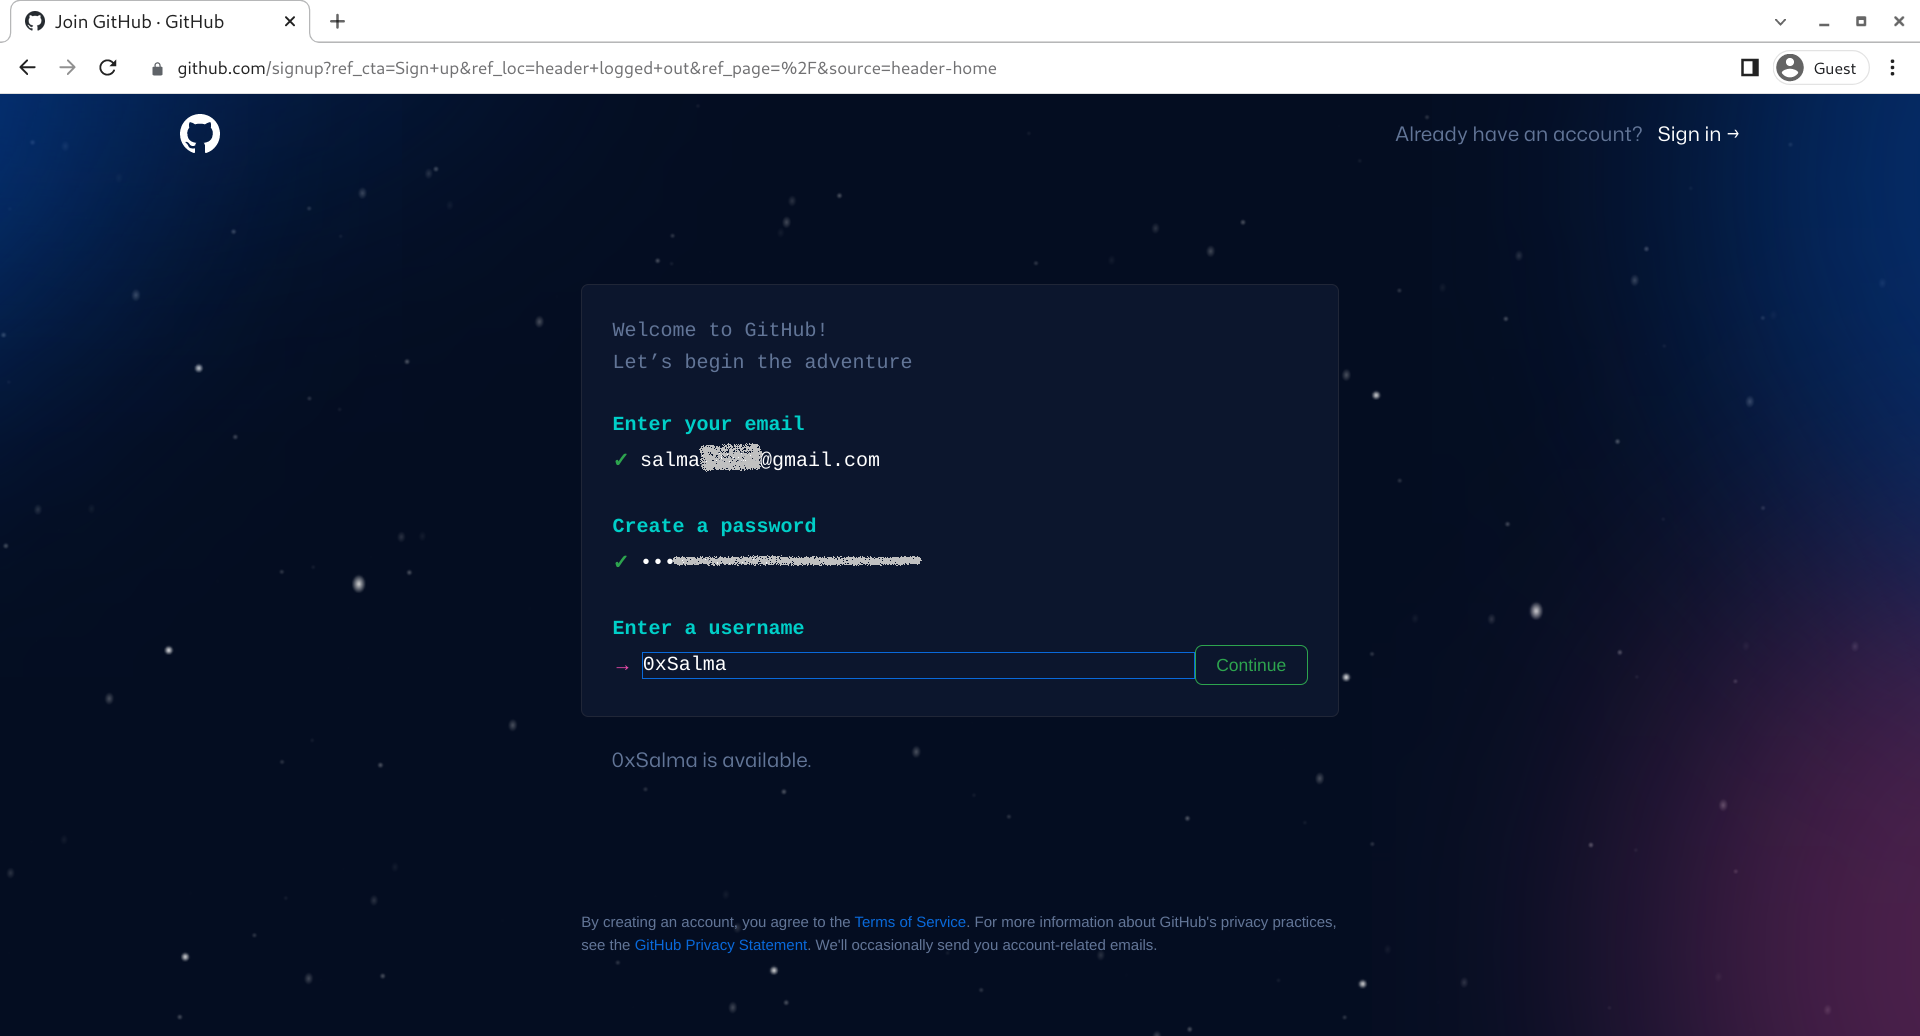 Join GitHub · GitHub
github.com/signup?ref_cta=Sign+up&ref_loc=header+logged+out&ref_page=%2F&source=header-home
Guest
Already have an account? Sign in →
Welcome to GitHub!
Let’s begin the adventure
Enter your email
✓ salma @gmail.com
Create a password
✓ •••
Enter a username
→ 0xSalma Continue
0xSalma is available.
By creating an account, you agree to the Terms of Service. For more information about GitHub's privacy practices,
see the GitHub Privacy Statement. We'll occasionally send you account-related emails.